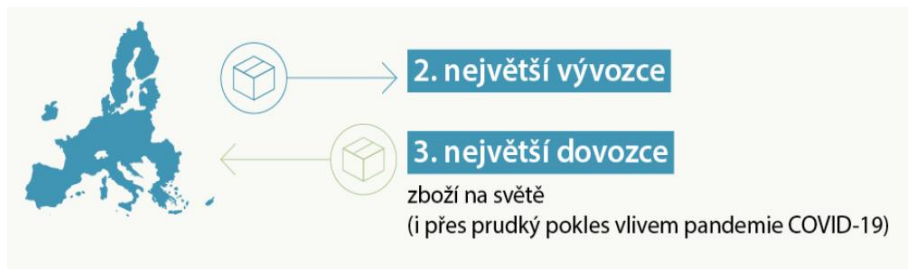 2. největší vývozce
3. největší dovozce
zboží na světě
(i přes prudký pokles vlivem pandemie COVID-19)